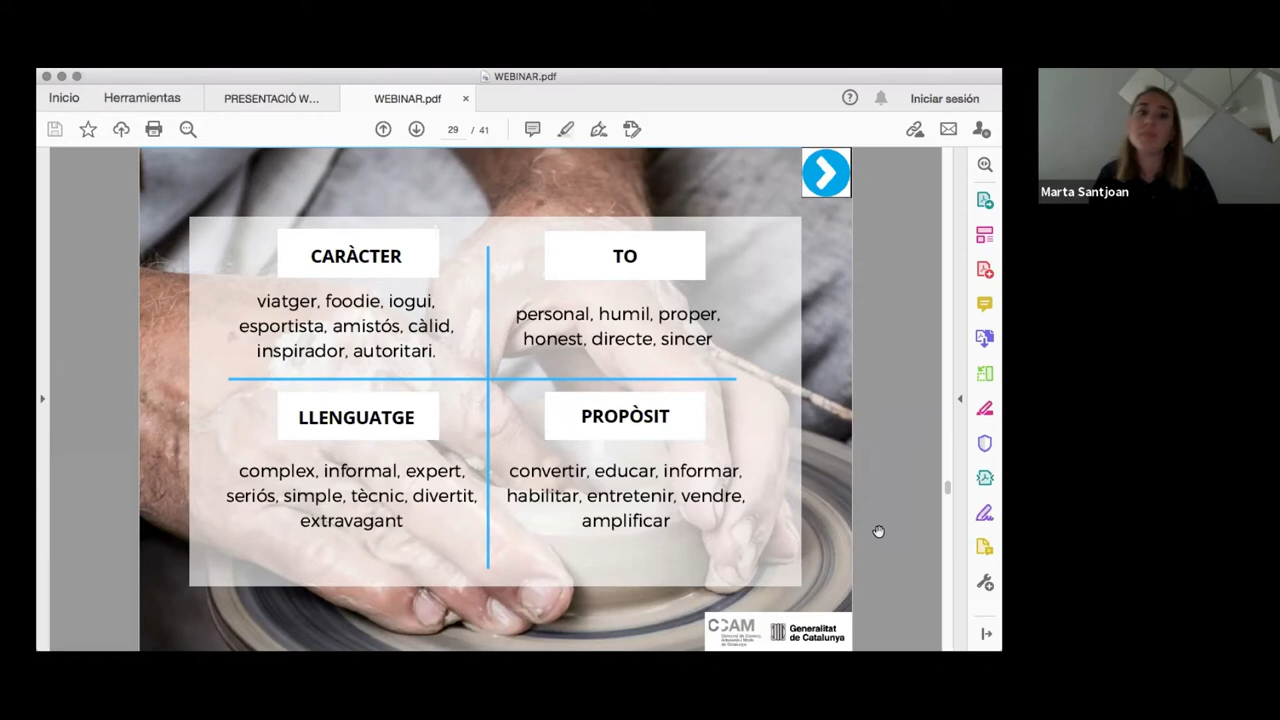 WEBINAR.pdf
Inicio
Herramientas
PRESENTACIÓ W...
WEBINAR.pdf
×
Iniciar sesión
29 / 41
CARÀCTER
viatger, foodie, iogui,
esportista, amistós, càlid,
inspirador, autoritari.
TO
personal, humil, proper,
honest, directe, sincer
LLENGUATGE
complex, informal, expert,
seriós, simple, tècnic, divertit,
extravagant
PROPÒSIT
convertir, educar, informar,
habilitar, entretenir, vendre,
amplificar
CCAM
Generalitat
de Catalunya
Marta Santjoan